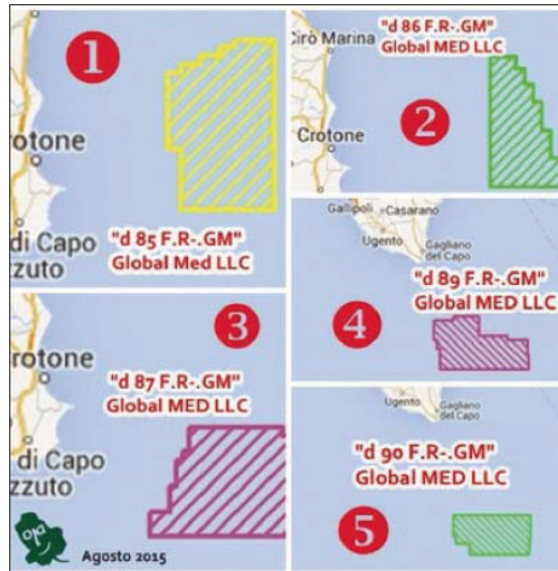 1
otone
di Capo
zzuto
"d 85 F.R-.GM"
Global Med LLC
"d 86 F.R-.GM"
Global MED LLC
Cirò Marina
2
Crotone
3
rotone
"d 87 F.R-.GM"
Global MED LLC
di Capo
zzuto
Agosto 2015
Gallipoli
Casarano
Ugento
Gagliano
del Capo
"d 89 F.R-.GM"
Global MED LLC
4
Ugento
Gagliano
del Capo
"d 90 F.R-.GM"
Global MED LLC
5